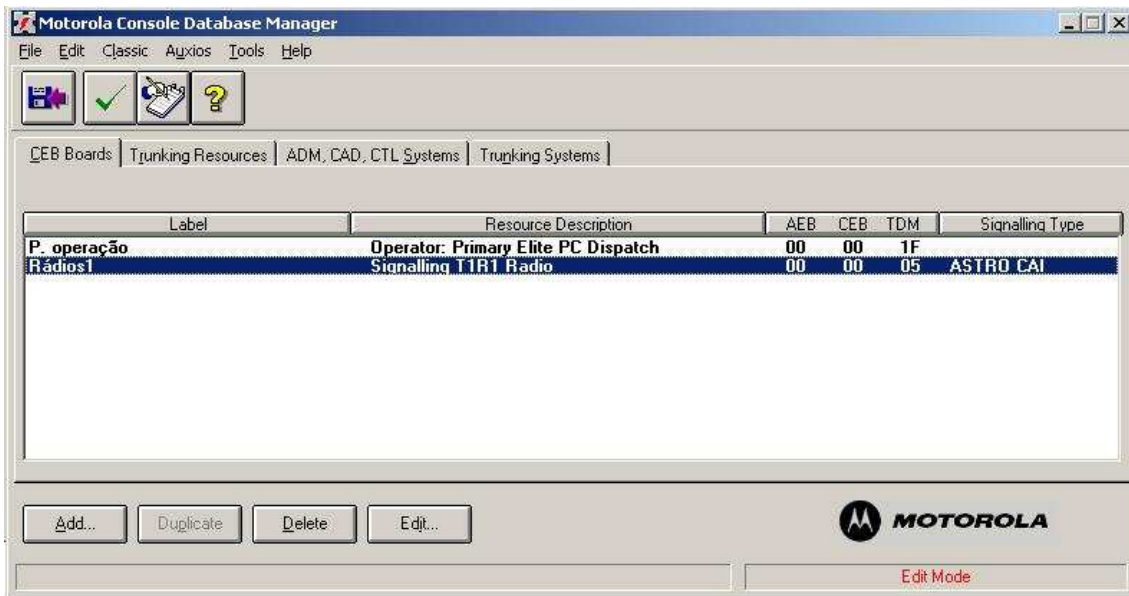 Motorola Console Database Manager
File Edit Classic Auxios Tools Help
CEB Boards Trunking Resources ADM, CAD, CTL Systems Trunking Systems
Label Resource Description AEB CEB TDM Signalling Type
P. operação Operator: Primary Elite PC Dispatch 00 00 1F
Rádios1 Signalling T1R1 Radio 00 00 05 ASTRO CAI
Add... Duplicate Delete Edit... MOTOROLA
Edit Mode